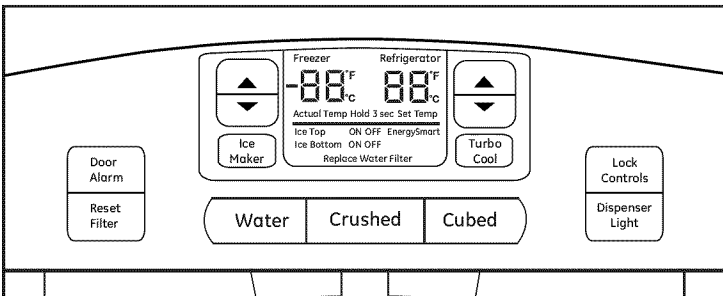 Freezer Refrigerator
-88°F °C 88°F °C
Actual Temp Hold 3 sec Set Temp
Ice Top ON OFF EnergySmart
Ice Bottom ON OFF
Replace Water Filter
Ice
Maker
Turbo
Cool
Door
Alarm
Reset
Filter
Lock
Controls
Dispenser
Light
Water Crushed Cubed